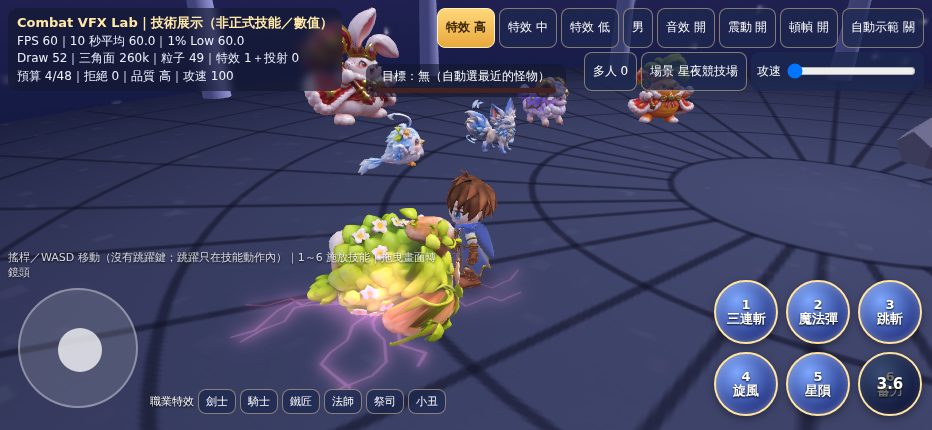 Combat VFX Lab｜技術展示（非正式技能／數值）
FPS 60｜10 秒平均 60.0｜1% Low 60.0
Draw 52｜三角面 260k｜粒子 49｜特效 1＋投射 0
預算 4/48｜拒絕 0｜品質 高｜攻速 100
特效 高
特效 中
特效 低
男
音效 開
震動 開
頓幀 開
自動示範 關
目標：無（自動選最近的怪物）
多人 0
場景 星夜競技場
攻速
搖桿／WASD 移動（沒有跳躍鍵；跳躍只在技能動作內）｜1～6 施放技能｜拖曳畫面轉
鏡頭
1
三連斬
2
魔法彈
3
跳斬
4
旋風
5
星隕
6
蓄力
3.6
職業特效
劍士
騎士
鐵匠
法師
祭司
小丑